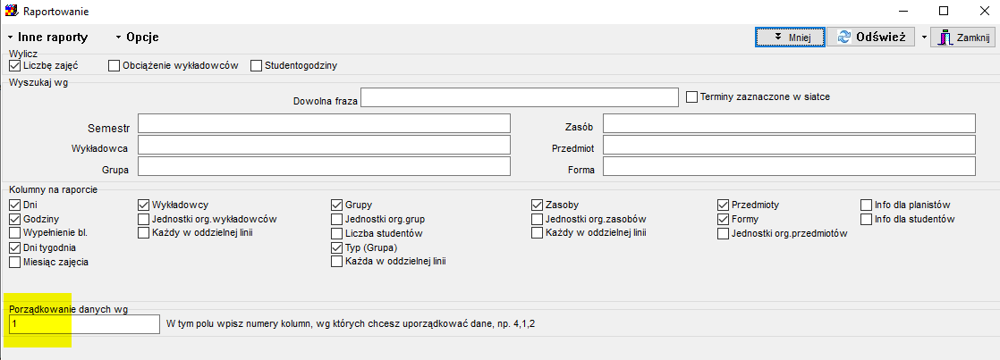 Raportowanie
Inne raporty Opcje Mniej Odśwież Zamknij
Wylicz
Liczbę zajęć Obciążenie wykładowców Studentogodziny
Wyszukaj wg
Dowolna fraza Terminy zaznaczone w siatce
Semestr Zasób
Wykładowca Przedmiot
Grupa Forma
Kolumny na raporcie
Dni Wykładowcy Grupy Zasoby Przedmioty Info dla planistów
Godziny Jednostki org.wykładowców Jednostki org.grup Jednostki org.zasobów Formy Info dla studentów
Wypełnienie bl. Każdy w oddzielnej linii Liczba studentów Każdy w oddzielnej linii Jednostki org.przedmiotów
Dni tygodnia Typ (Grupa)
Miesiąc zajęcia Każda w oddzielnej linii
Porządkowanie danych wg
1 W tym polu wpisz numery kolumn, wg których chcesz uporządkować dane, np. 4,1,2